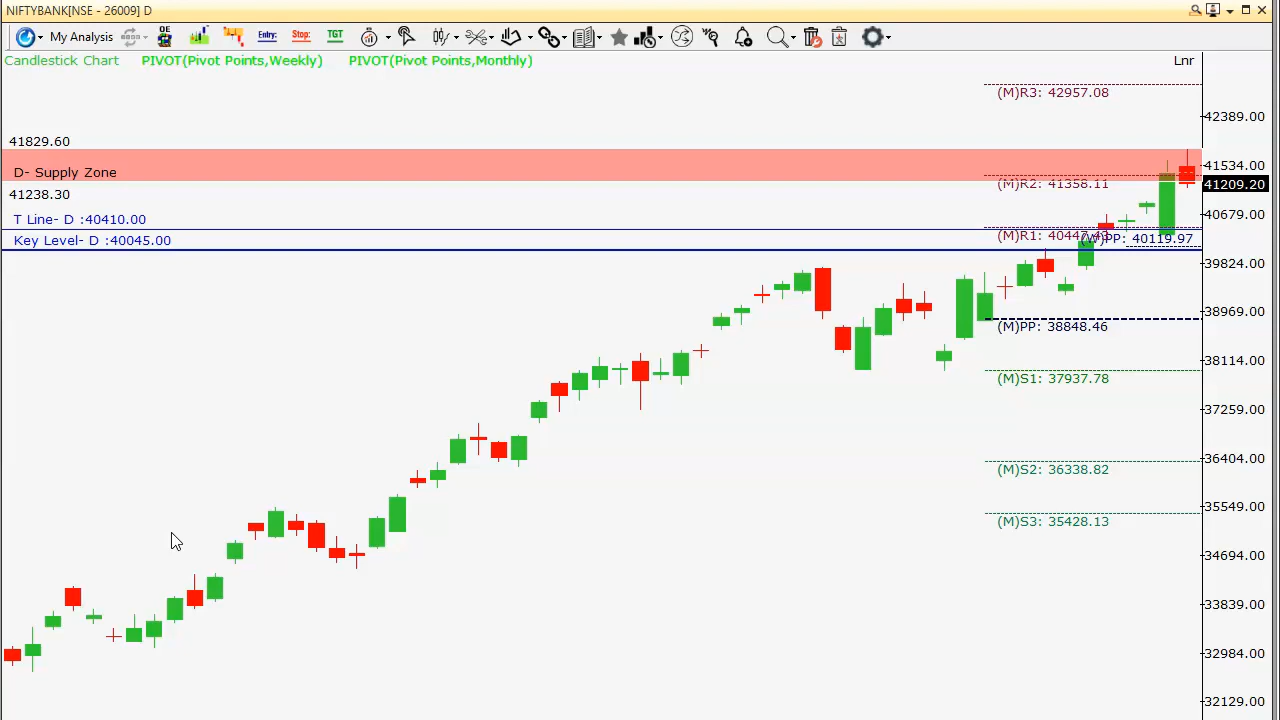 NIFTYBANK[NSE - 26009] D
My Analysis
OE
Entry:
Stop:
TGT
Candlestick Chart PIVOT(Pivot Points,Weekly) PIVOT(Pivot Points,Monthly) Lnr
(M)R3: 42957.08
42389.00
41829.60
41534.00
D- Supply Zone
(M)R2: 41358.11
41209.20
41238.30
40679.00
T Line- D :40410.00
(M)R1: 40447.43
(W)PP: 40119.97
Key Level- D :40045.00
39824.00
38969.00
(M)PP: 38848.46
38114.00
(M)S1: 37937.78
37259.00
36404.00
(M)S2: 36338.82
35549.00
(M)S3: 35428.13
34694.00
33839.00
32984.00
32129.00